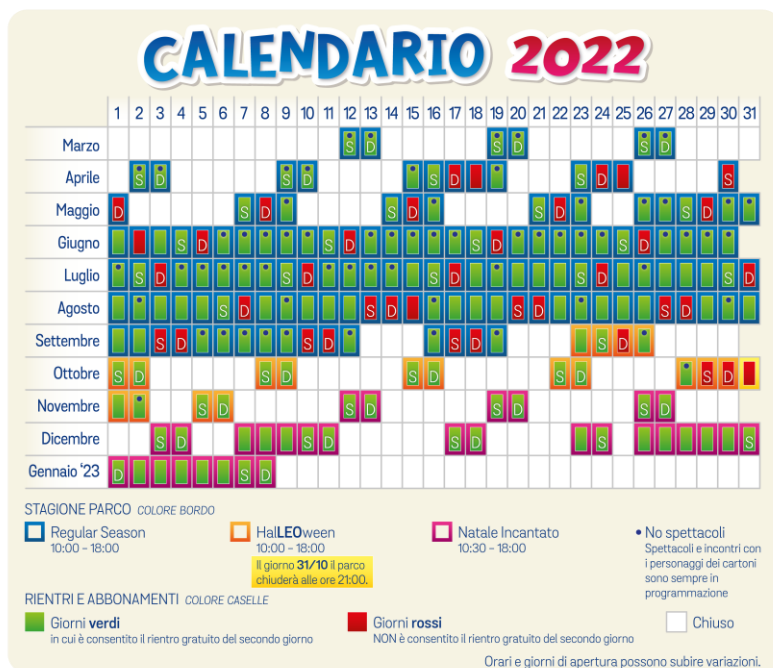 CALENDARIO 2022
1 2 3 4 5 6 7 8 9 10 11 12 13 14 15 16 17 18 19 20 21 22 23 24 25 26 27 28 29 30 31
Marzo S D S D S D
Aprile S D S D S D S D S
Maggio D S D S D S D S D
Giugno S D S D S D S D
Luglio S D S D S D S D S D
Agosto S D S D S D S D
Settembre S D S D S D S D
Ottobre S D S D S D S D S D
Novembre S D S D S D S D
Dicembre S D S D S D S S
Gennaio '23 D S D
STAGIONE PARCO COLORE BORDO
Regular Season
10:00 - 18:00
HalLEOween
10:00 - 18:00
Il giorno 31/10 il parco
chiuderà alle ore 21:00.
Natale Incantato
10:30 - 18:00
• No spettacoli
Spettacoli e incontri con
i personaggi dei cartoni
sono sempre in
programmazione
RIENTRI E ABBONAMENTI COLORE CASELLE
Giorni verdi
in cui è consentito il rientro gratuito del secondo giorno
Giorni rossi
NON è consentito il rientro gratuito del secondo giorno
Chiuso
Orari e giorni di apertura possono subire variazioni.